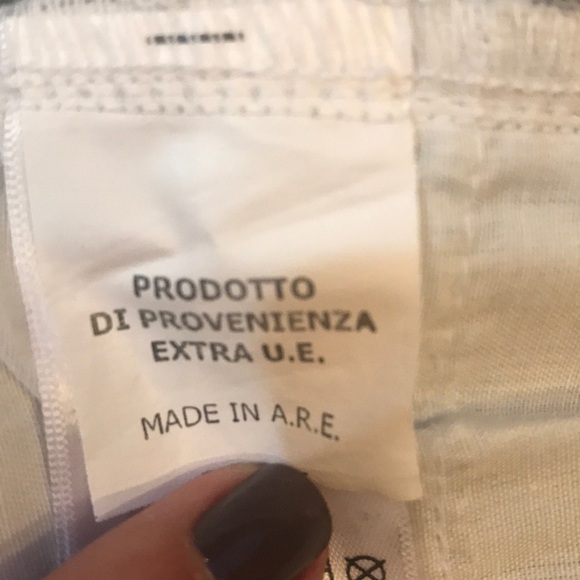 PRODOTTO
DI PROVENIENZA
EXTRA U.E.
MADE IN A.R.E.